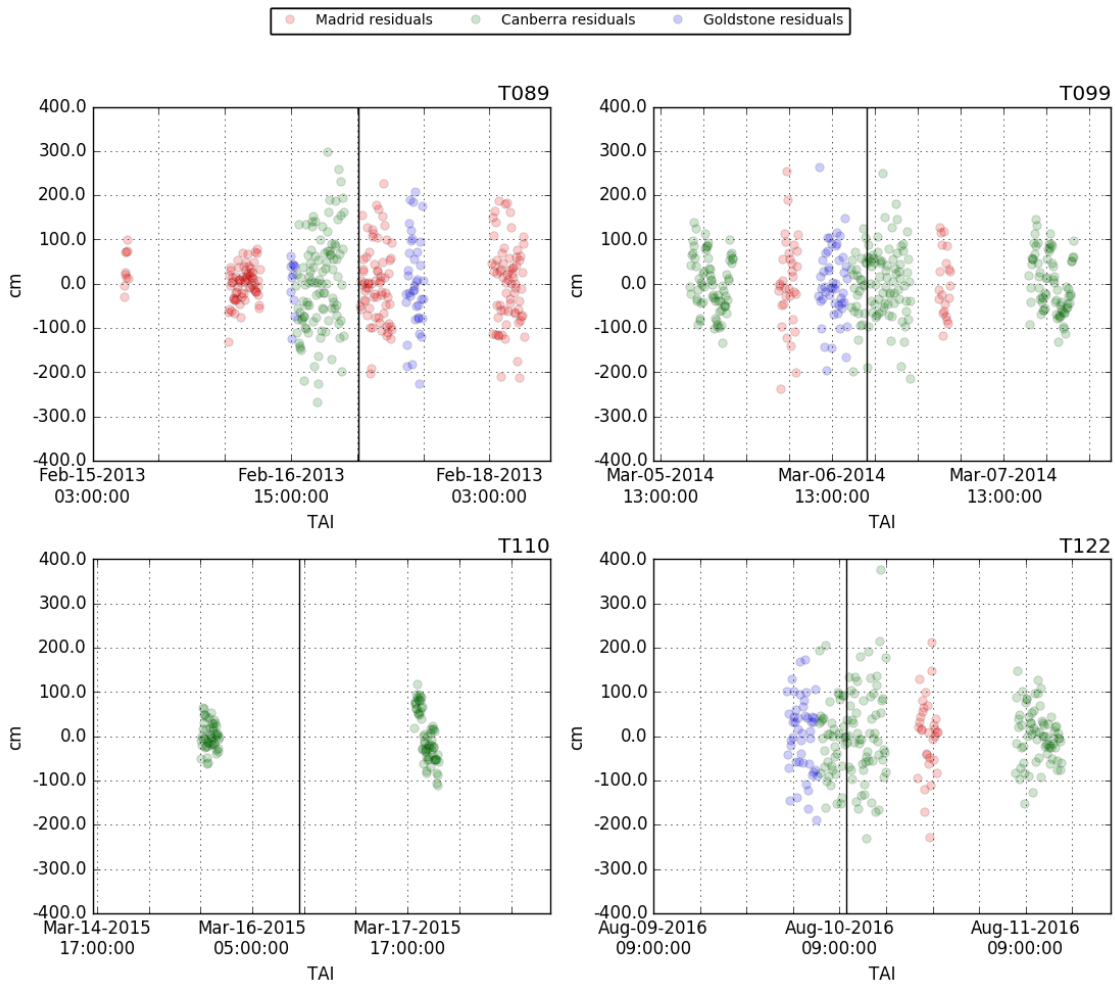 Madrid residuals Canberra residuals Goldstone residuals
T089
400.0
300.0
200.0
100.0
0.0
-100.0
-200.0
-300.0
-400.0
cm
Feb-15-2013 03:00:00
Feb-16-2013 15:00:00
Feb-18-2013 03:00:00
TAI
T099
400.0
300.0
200.0
100.0
0.0
-100.0
-200.0
-300.0
-400.0
cm
Mar-05-2014 13:00:00
Mar-06-2014 13:00:00
Mar-07-2014 13:00:00
TAI
T110
400.0
300.0
200.0
100.0
0.0
-100.0
-200.0
-300.0
-400.0
cm
Mar-14-2015 17:00:00
Mar-16-2015 05:00:00
Mar-17-2015 17:00:00
TAI
T122
400.0
300.0
200.0
100.0
0.0
-100.0
-200.0
-300.0
-400.0
cm
Aug-09-2016 09:00:00
Aug-10-2016 09:00:00
Aug-11-2016 09:00:00
TAI